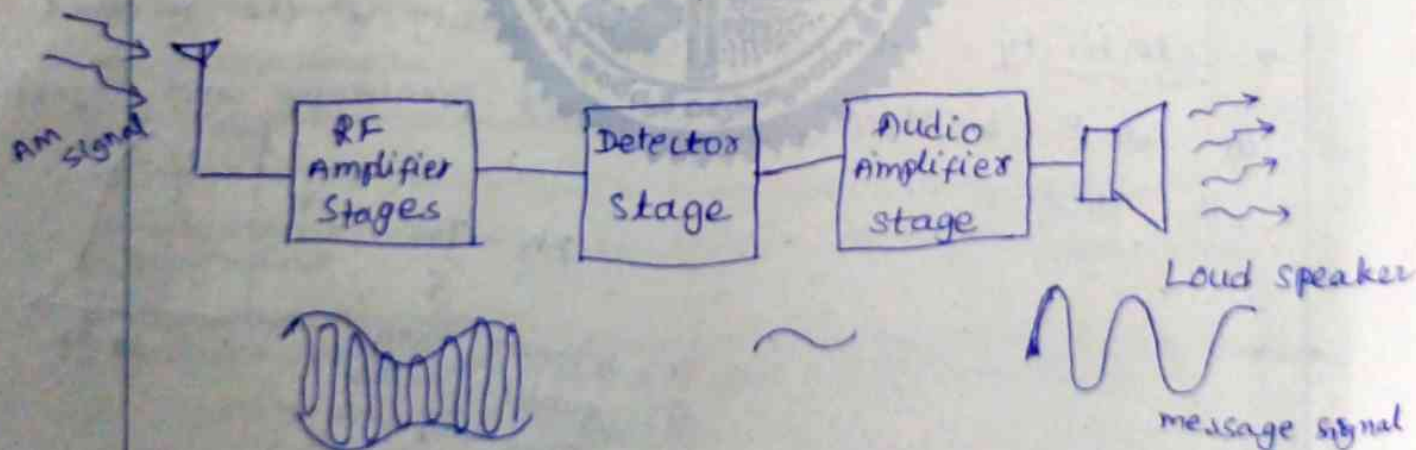 AM
signal
RF
Amplifier
Stages
Detector
Stage
Audio
Amplifier
stage
Loud speaker
message signal